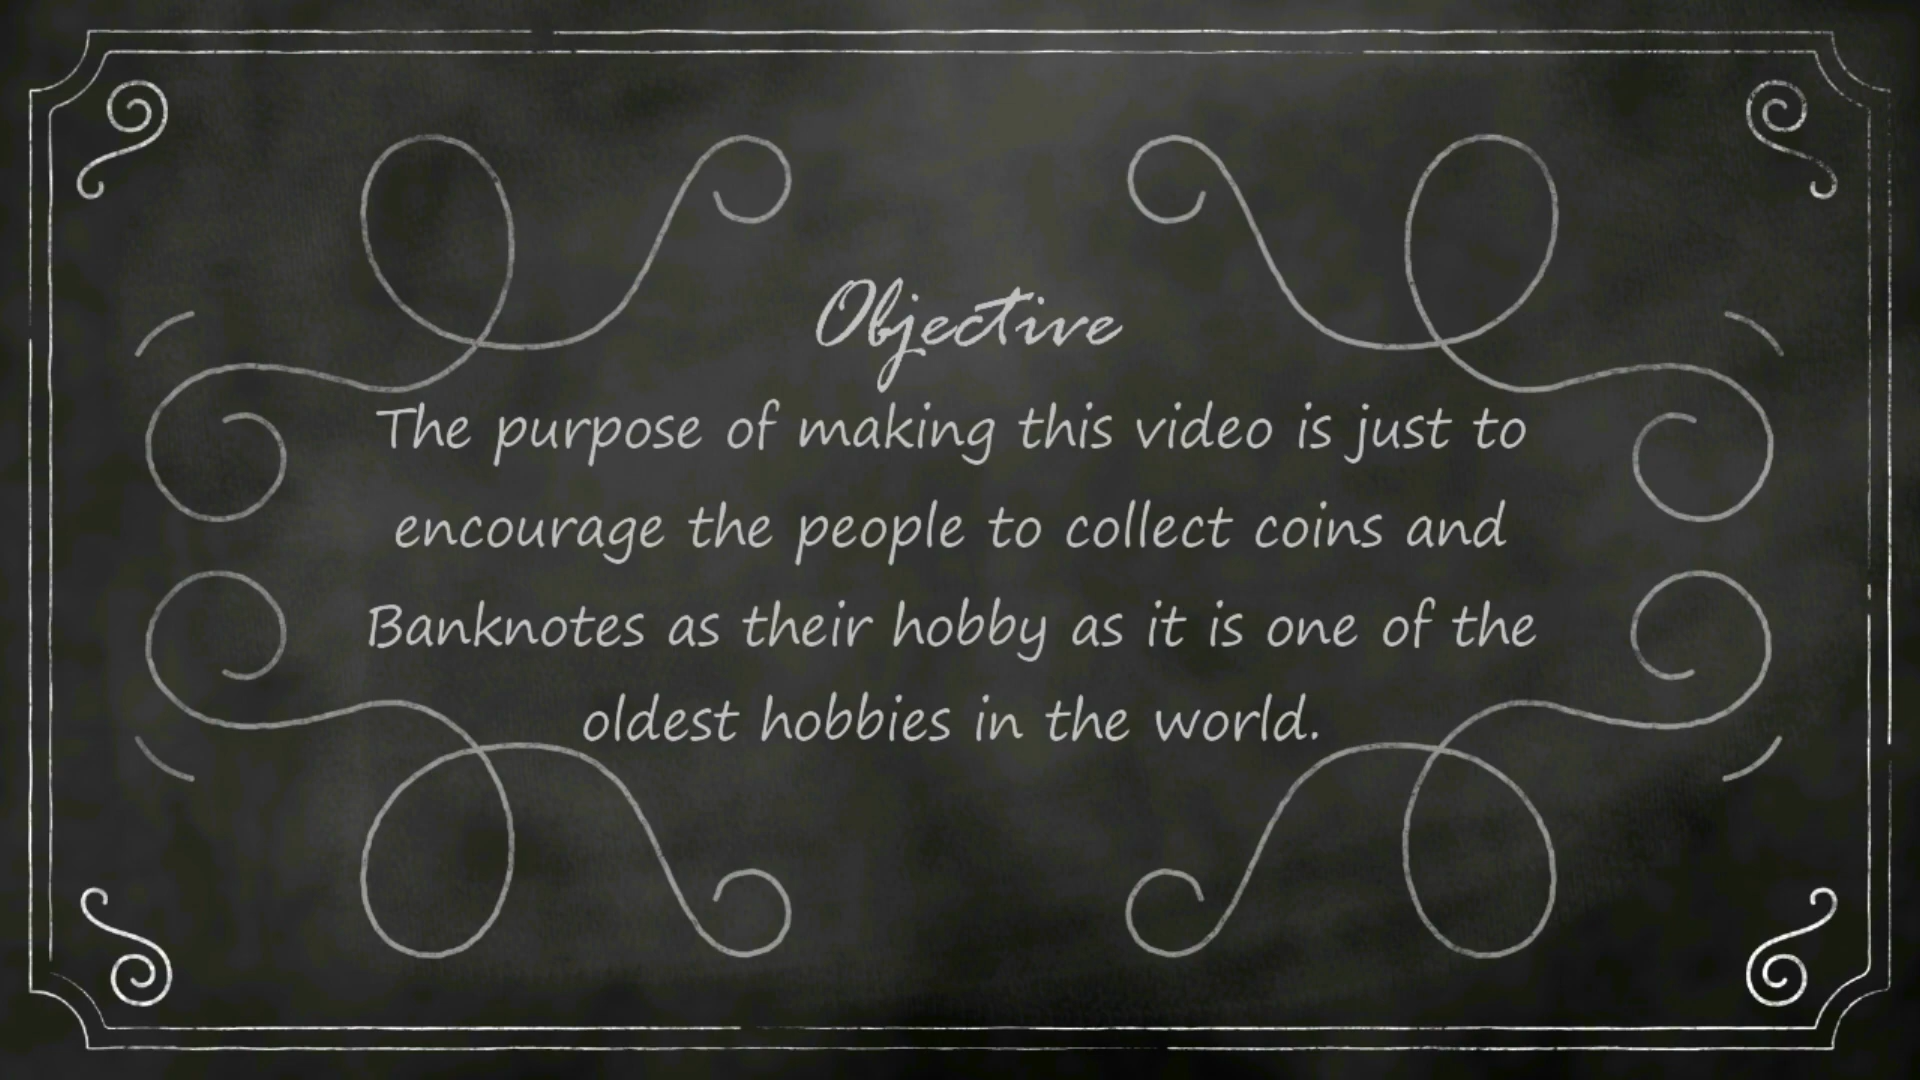 Objective
The purpose of making this video is just to
encourage the people to collect coins and
Banknotes as their hobby as it is one of the
oldest hobbies in the world.